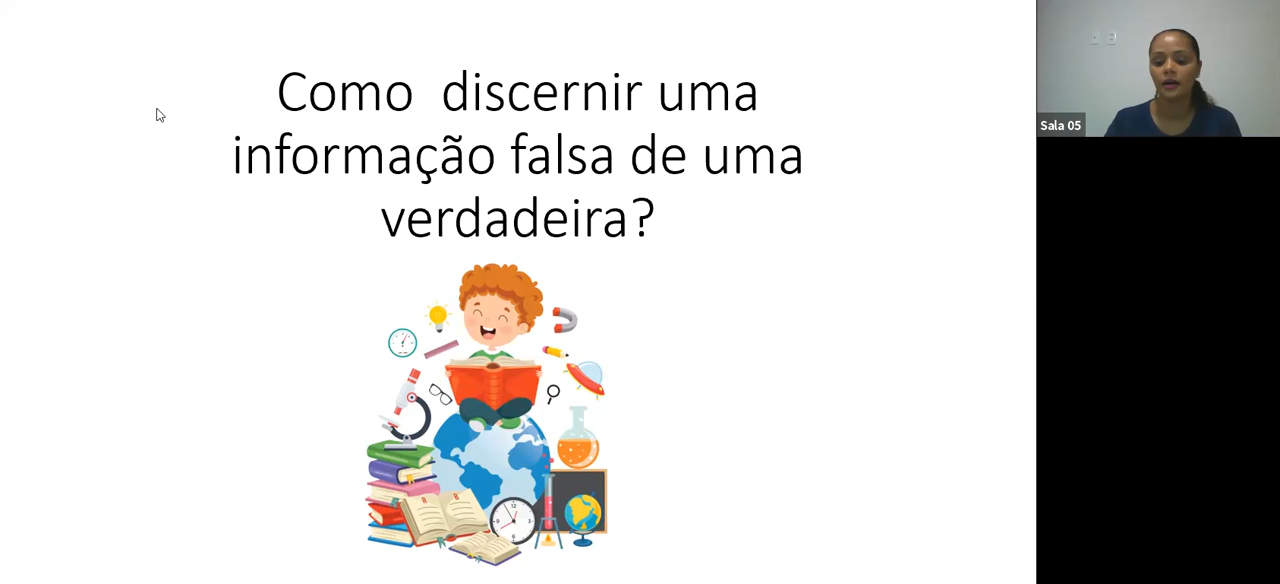 Como  discernir uma
informação falsa de uma
verdadeira?
Sala 05